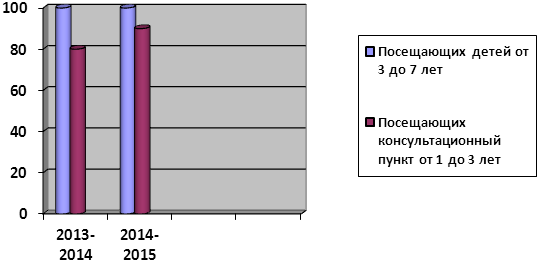 100
80
60
40
20
0
2013-
2014
2014-
2015
Посещающих детей от
3 до 7 лет
Посещающих
консультационный
пункт от 1 до 3 лет